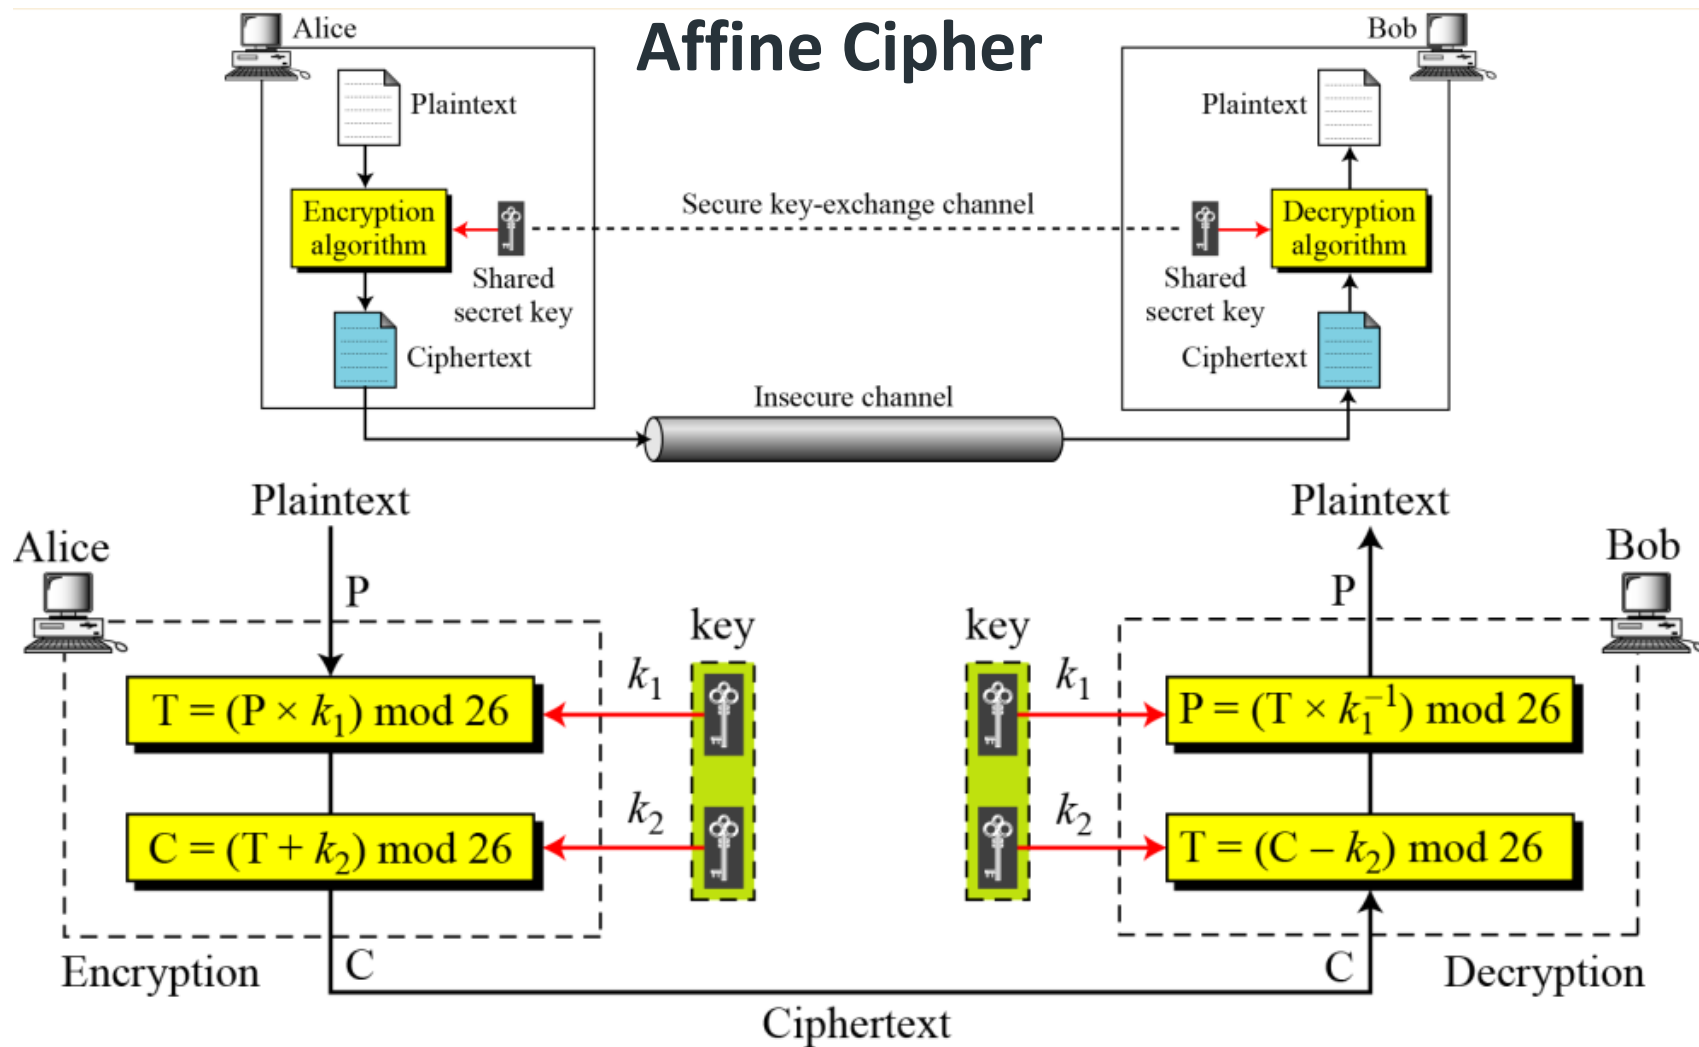 Affine Cipher
Alice
Bob
Plaintext
Plaintext
Encryption
algorithm
Secure key-exchange channel
Decryption
algorithm
Shared
secret key
Shared
secret key
Ciphertext
Ciphertext
Insecure channel
Plaintext
Plaintext
Alice
Bob
P
P
key
key
k₁
k₁
T = (P × k₁) mod 26
P = (T × k₁⁻¹) mod 26
k₂
k₂
C = (T + k₂) mod 26
T = (C − k₂) mod 26
Encryption
C
C
Decryption
Ciphertext